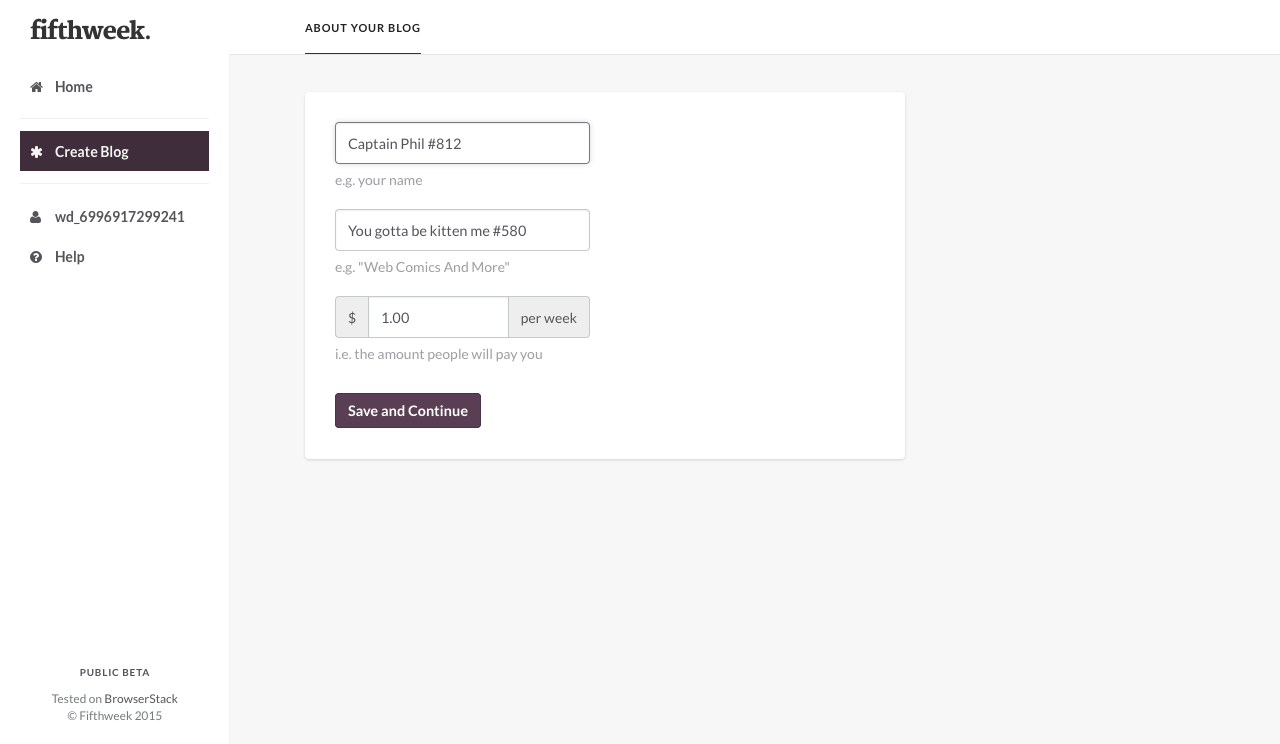 fifthweek.
Home
Create Blog
wd_6996917299241
Help
PUBLIC BETA
Tested on BrowserStack
© Fifthweek 2015
ABOUT YOUR BLOG
Captain Phil #812
e.g. your name
You gotta be kitten me #580
e.g. "Web Comics And More"
$ 1.00 per week
i.e. the amount people will pay you
Save and Continue